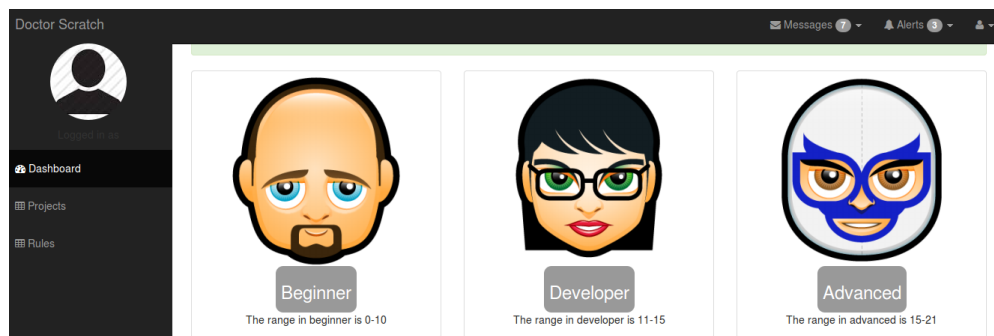 Doctor Scratch
Messages 7
Alerts 3
Logged in as
Dashboard
Projects
Rules
Beginner
The range in beginner is 0-10
Developer
The range in developer is 11-15
Advanced
The range in advanced is 15-21